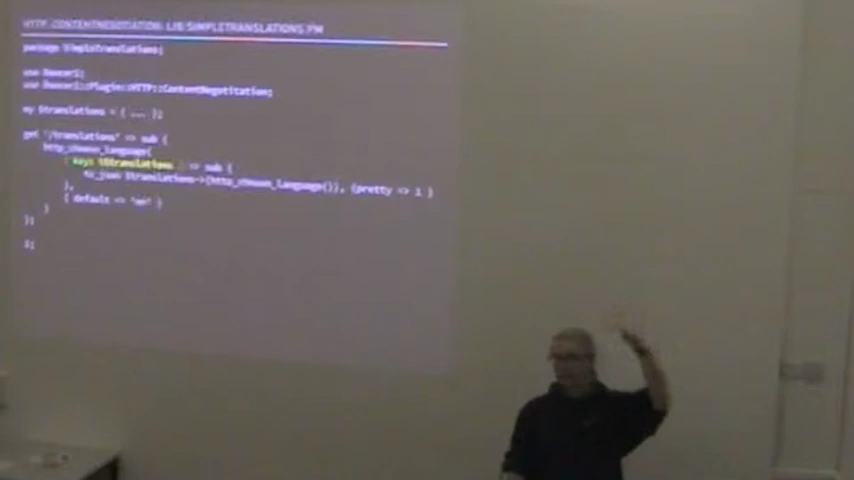 HTTP::CONTENTNEGOTIATION: LIB/SIMPLETRANSLATIONS.PM
package SimpleTranslations;
use Dancer2;
use Dancer2::Plugin::HTTP::ContentNegotiation;
my $translations = { ... };
get '/translations' => sub {
http_choose_language(
[ keys %$translations ] => sub {
to_json $translations->{http_chosen_language()}, {pretty => 1 }
},
{ default => 'en' }
)
};
1;